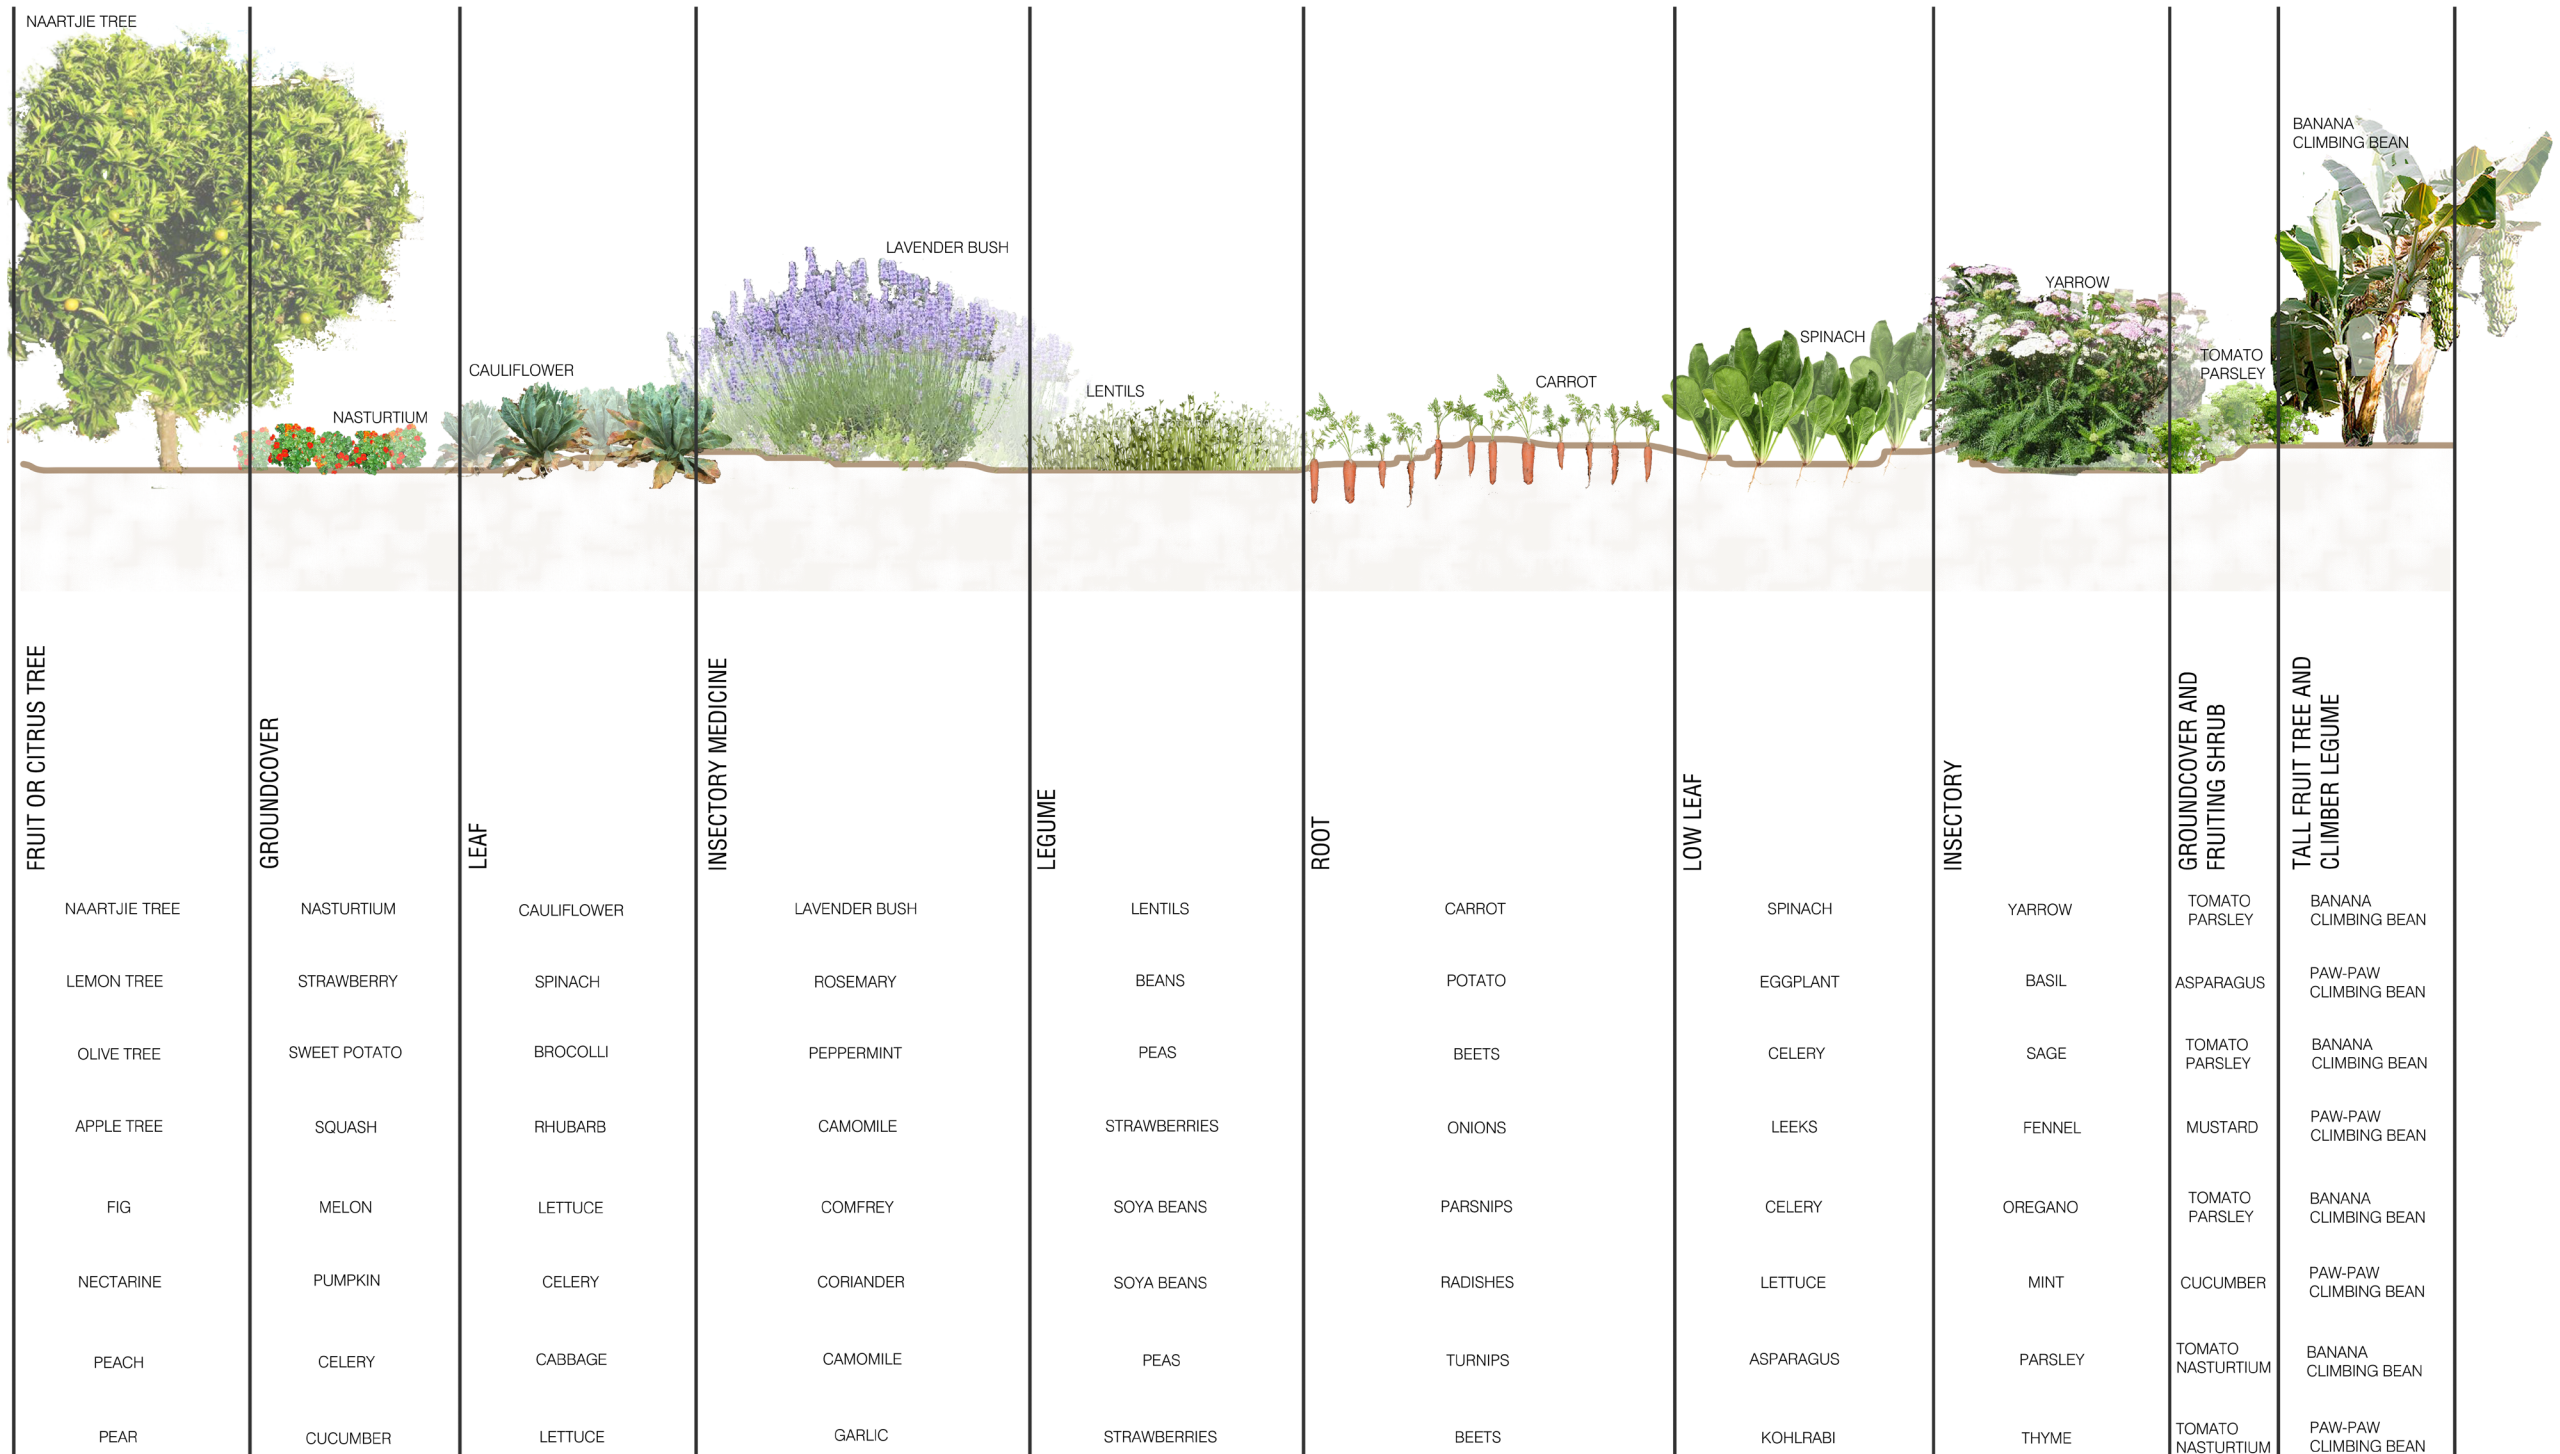 NAARTJIE TREE
BANANA
CLIMBING BEAN
LAVENDER BUSH
YARROW
SPINACH
TOMATO
PARSLEY
CAULIFLOWER
CARROT
LENTILS
NASTURTIUM
FRUIT OR CITRUS TREE
GROUNDCOVER
LEAF
INSECTORY MEDICINE
LEGUME
ROOT
LOW LEAF
INSECTORY
GROUNDCOVER AND
FRUITING SHRUB
TALL FRUIT TREE AND
CLIMBER LEGUME
NAARTJIE TREE
NASTURTIUM
CAULIFLOWER
LAVENDER BUSH
LENTILS
CARROT
SPINACH
YARROW
TOMATO
PARSLEY
BANANA
CLIMBING BEAN
LEMON TREE
STRAWBERRY
SPINACH
ROSEMARY
BEANS
POTATO
EGGPLANT
BASIL
ASPARAGUS
PAW-PAW
CLIMBING BEAN
OLIVE TREE
SWEET POTATO
BROCOLLI
PEPPERMINT
PEAS
BEETS
CELERY
SAGE
TOMATO
PARSLEY
BANANA
CLIMBING BEAN
APPLE TREE
SQUASH
RHUBARB
CAMOMILE
STRAWBERRIES
ONIONS
LEEKS
FENNEL
MUSTARD
PAW-PAW
CLIMBING BEAN
FIG
MELON
LETTUCE
COMFREY
SOYA BEANS
PARSNIPS
CELERY
OREGANO
TOMATO
PARSLEY
BANANA
CLIMBING BEAN
NECTARINE
PUMPKIN
CELERY
CORIANDER
SOYA BEANS
RADISHES
LETTUCE
MINT
CUCUMBER
PAW-PAW
CLIMBING BEAN
PEACH
CELERY
CABBAGE
CAMOMILE
PEAS
TURNIPS
ASPARAGUS
PARSLEY
TOMATO
NASTURTIUM
BANANA
CLIMBING BEAN
PEAR
CUCUMBER
LETTUCE
GARLIC
STRAWBERRIES
BEETS
KOHLRABI
THYME
TOMATO
NASTURTIUM
PAW-PAW
CLIMBING BEAN